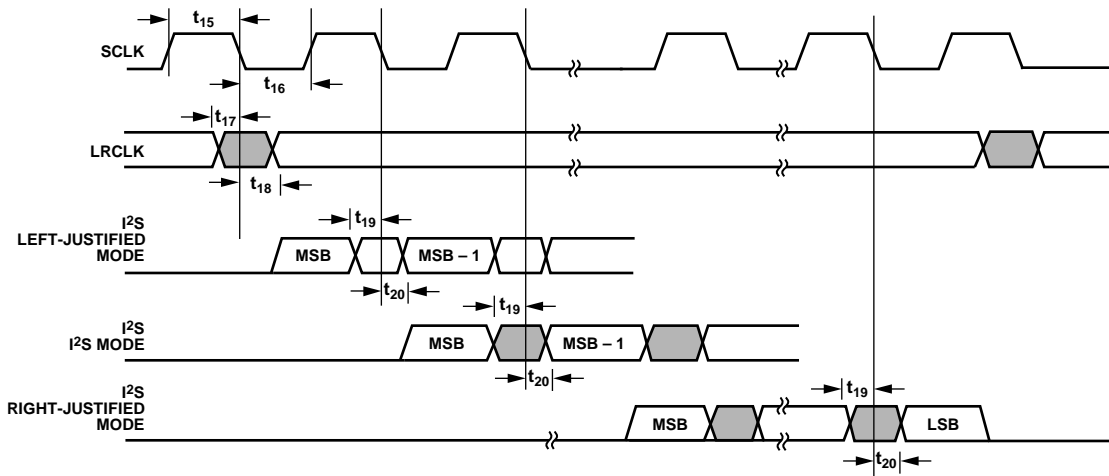 t15
SCLK
t16
t17
LRCLK
t18
I²S
LEFT-JUSTIFIED
MODE
t19
MSB
MSB – 1
t20
t19
I²S
I²S MODE
MSB
MSB – 1
t20
I²S
RIGHT-JUSTIFIED
MODE
t19
MSB
LSB
t20